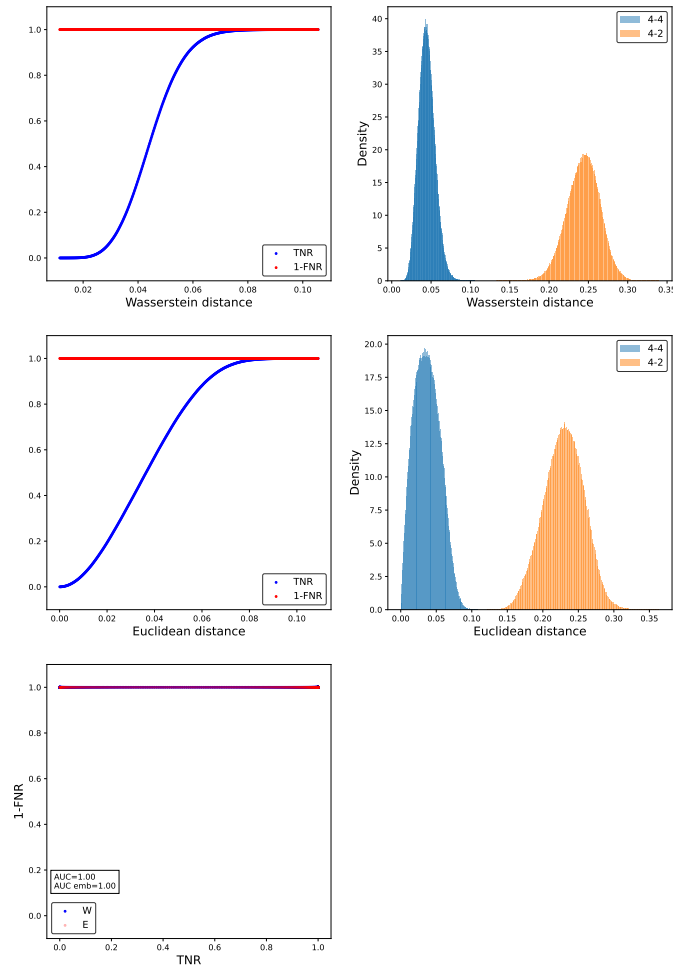 1.0
0.8
0.6
0.4
0.2
0.0
TNR
1-FNR
0.02 0.04 0.06 0.08 0.10
Wasserstein distance
40
35
30
25
20
15
10
5
0
Density
4-4
4-2
0.00 0.05 0.10 0.15 0.20 0.25 0.30 0.35
Wasserstein distance
1.0
0.8
0.6
0.4
0.2
0.0
TNR
1-FNR
0.00 0.02 0.04 0.06 0.08 0.10
Euclidean distance
20.0
17.5
15.0
12.5
10.0
7.5
5.0
2.5
0.0
Density
4-4
4-2
0.00 0.05 0.10 0.15 0.20 0.25 0.30 0.35
Euclidean distance
1.0
0.8
0.6
0.4
0.2
0.0
1-FNR
AUC=1.00
AUC emb=1.00
W
E
0.0 0.2 0.4 0.6 0.8 1.0
TNR